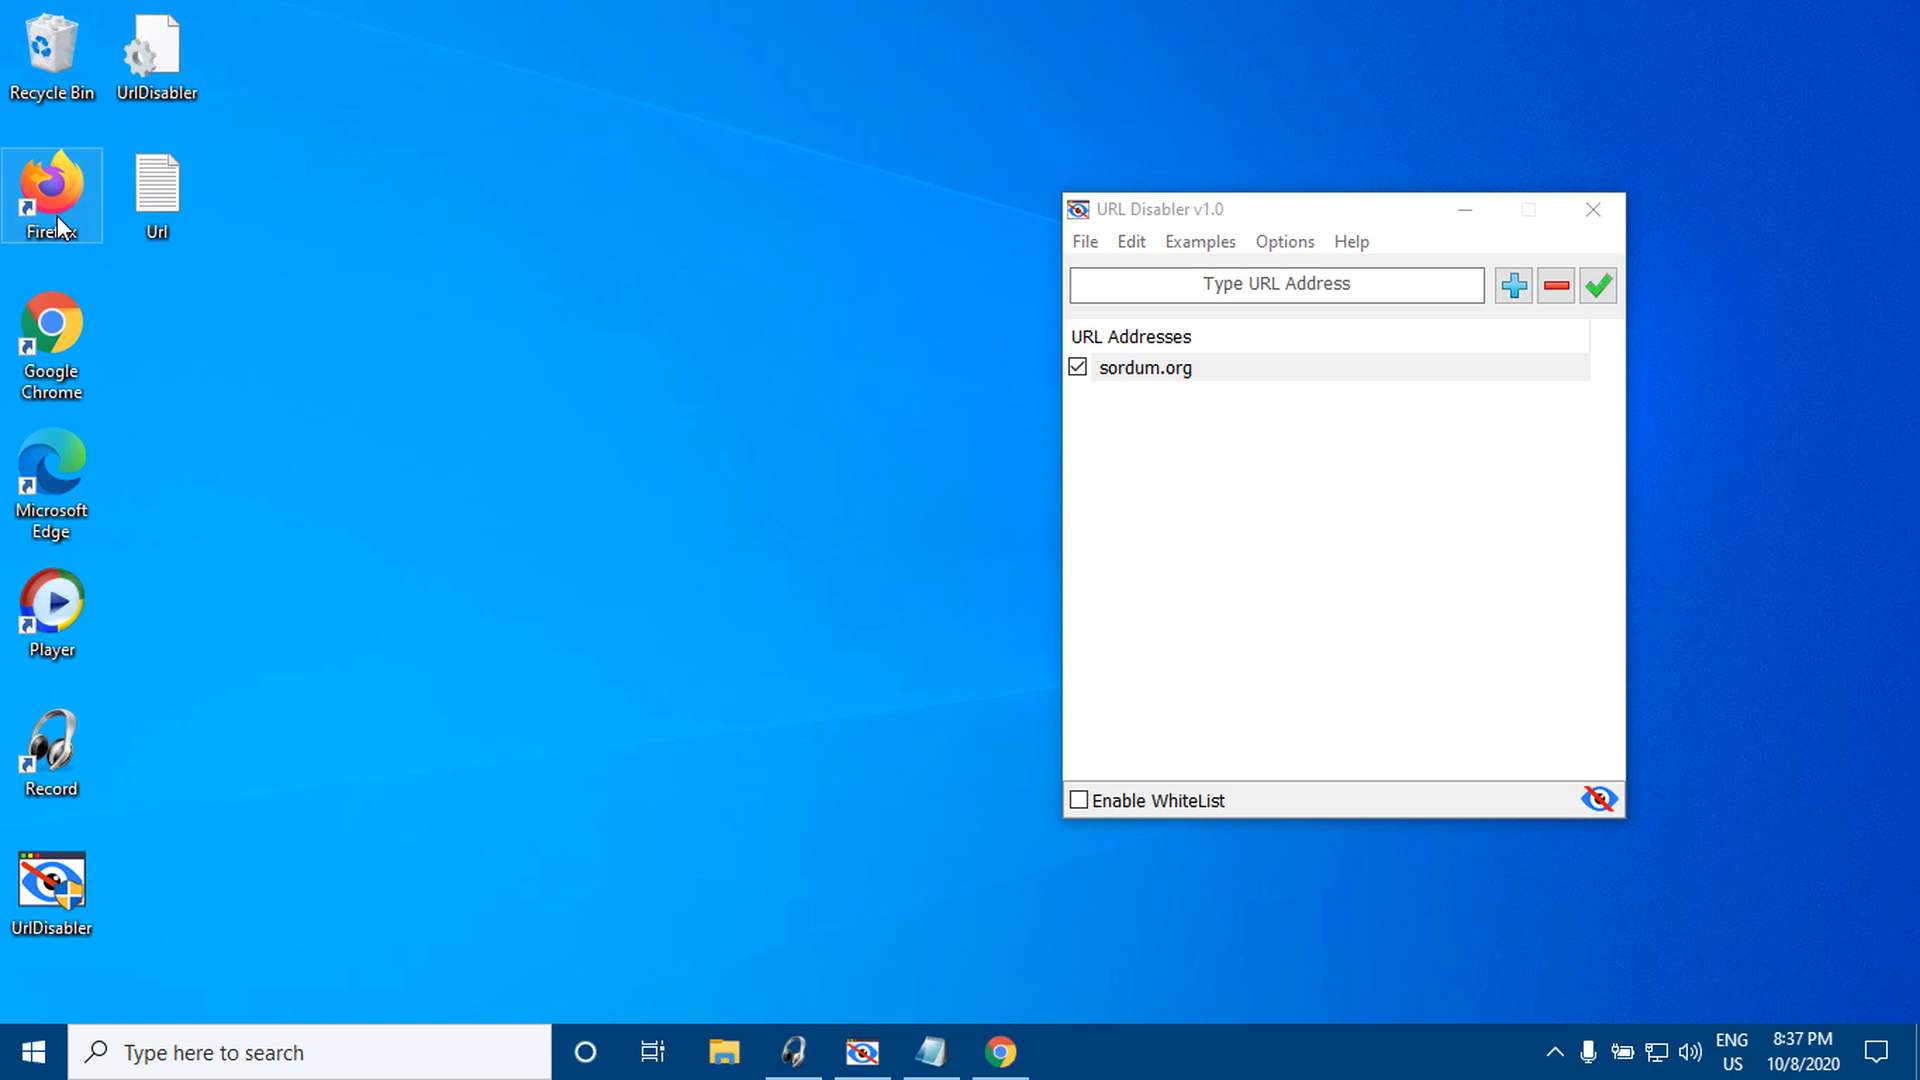 Recycle Bin
UrlDisabler
Firefox
Url
Google
Chrome
Microsoft
Edge
Player
Record
UrlDisabler
URL Disabler v1.0
File Edit Examples Options Help
Type URL Address
URL Addresses
sordum.org
Enable WhiteList
Type here to search
ENG
US
8:37 PM
10/8/2020